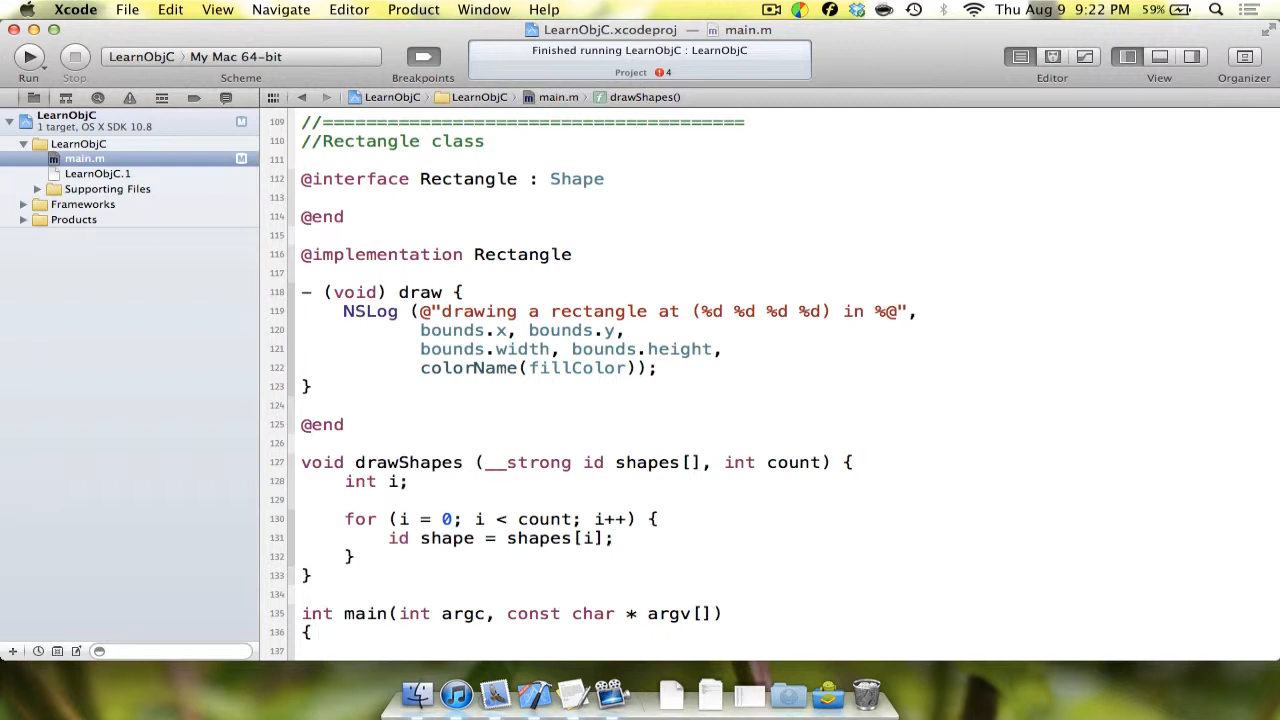 Xcode File Edit View Navigate Editor Product Window Help Thu Aug 9 9:22 PM 59%
LearnObjC.xcodeproj — main.m
LearnObjC My Mac 64-bit
Finished running LearnObjC : LearnObjC
Project 4
Run Stop Scheme Breakpoints Editor View Organizer
LearnObjC LearnObjC main.m drawShapes()
LearnObjC M
1 target, OS X SDK 10.8
LearnObjC
main.m M
LearnObjC.1
Supporting Files
Frameworks
Products
109 //=======================================
110 //Rectangle class
111
112 @interface Rectangle : Shape
113
114 @end
115
116 @implementation Rectangle
117
118 – (void) draw {
119 NSLog (@"drawing a rectangle at (%d %d %d %d) in %@",
120 bounds.x, bounds.y,
121 bounds.width, bounds.height,
122 colorName(fillColor));
123 }
124
125 @end
126
127 void drawShapes (__strong id shapes[], int count) {
128 int i;
129
130 for (i = 0; i < count; i++) {
131 id shape = shapes[i];
132 }
133 }
134
135 int main(int argc, const char * argv[])
136 {
137